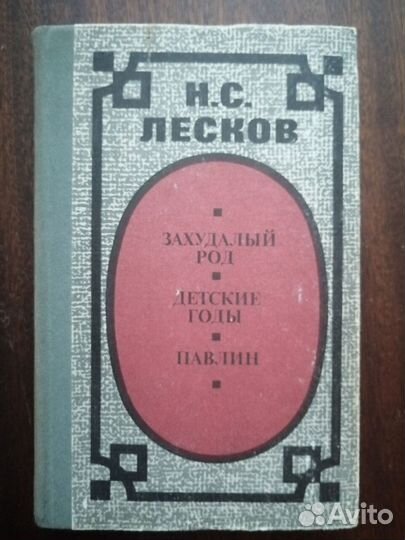 Н.С.
ЛЕСКОВ
ЗАХУДАЛЫЙ
РОД
ДЕТСКИЕ
ГОДЫ
ПАВЛИН
Avito